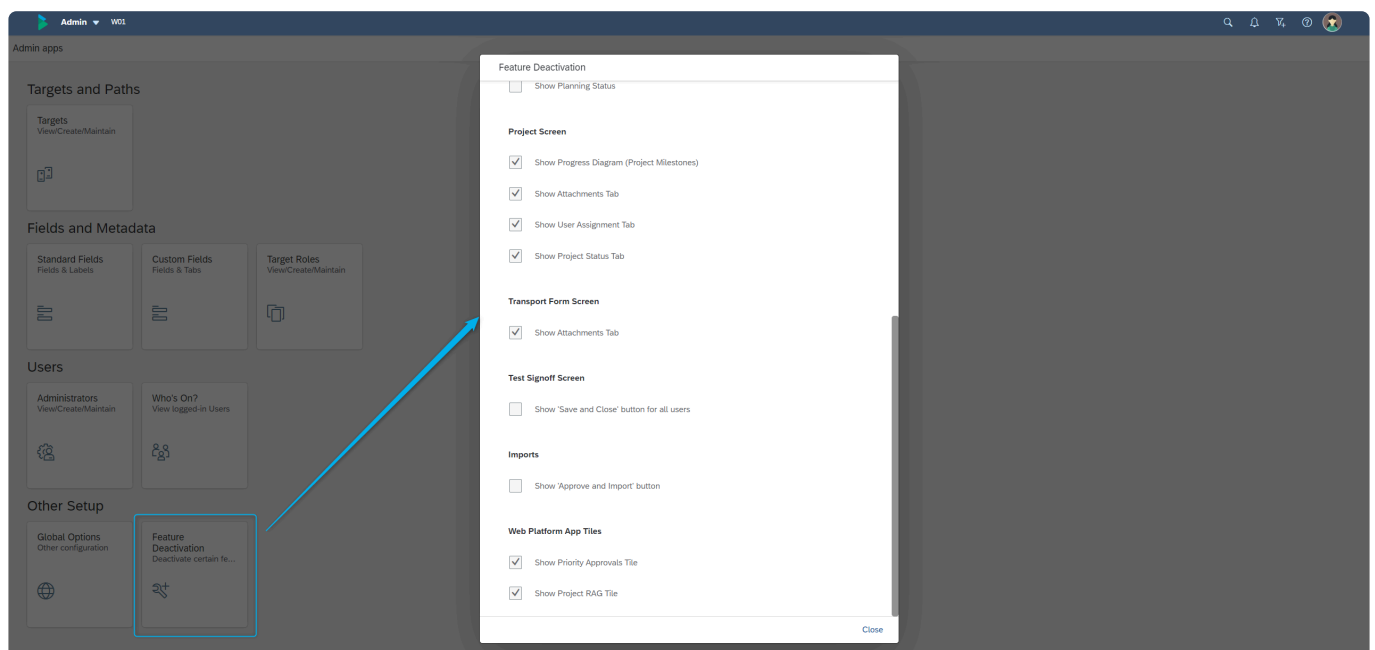 Admin
W01
Admin apps
Targets and Paths
Targets
View/Create/Maintain
Fields and Metadata
Standard Fields
Fields & Labels
Custom Fields
Fields & Tabs
Target Roles
View/Create/Maintain
Users
Administrators
View/Create/Maintain
Who's On?
View logged-in Users
Other Setup
Global Options
Other configuration
Feature
Deactivation
Deactivate certain fe...
Feature Deactivation
Show Planning Status
Project Screen
Show Progress Diagram (Project Milestones)
Show Attachments Tab
Show User Assignment Tab
Show Project Status Tab
Transport Form Screen
Show Attachments Tab
Test Signoff Screen
Show 'Save and Close' button for all users
Imports
Show 'Approve and Import' button
Web Platform App Tiles
Show Priority Approvals Tile
Show Project RAG Tile
Close